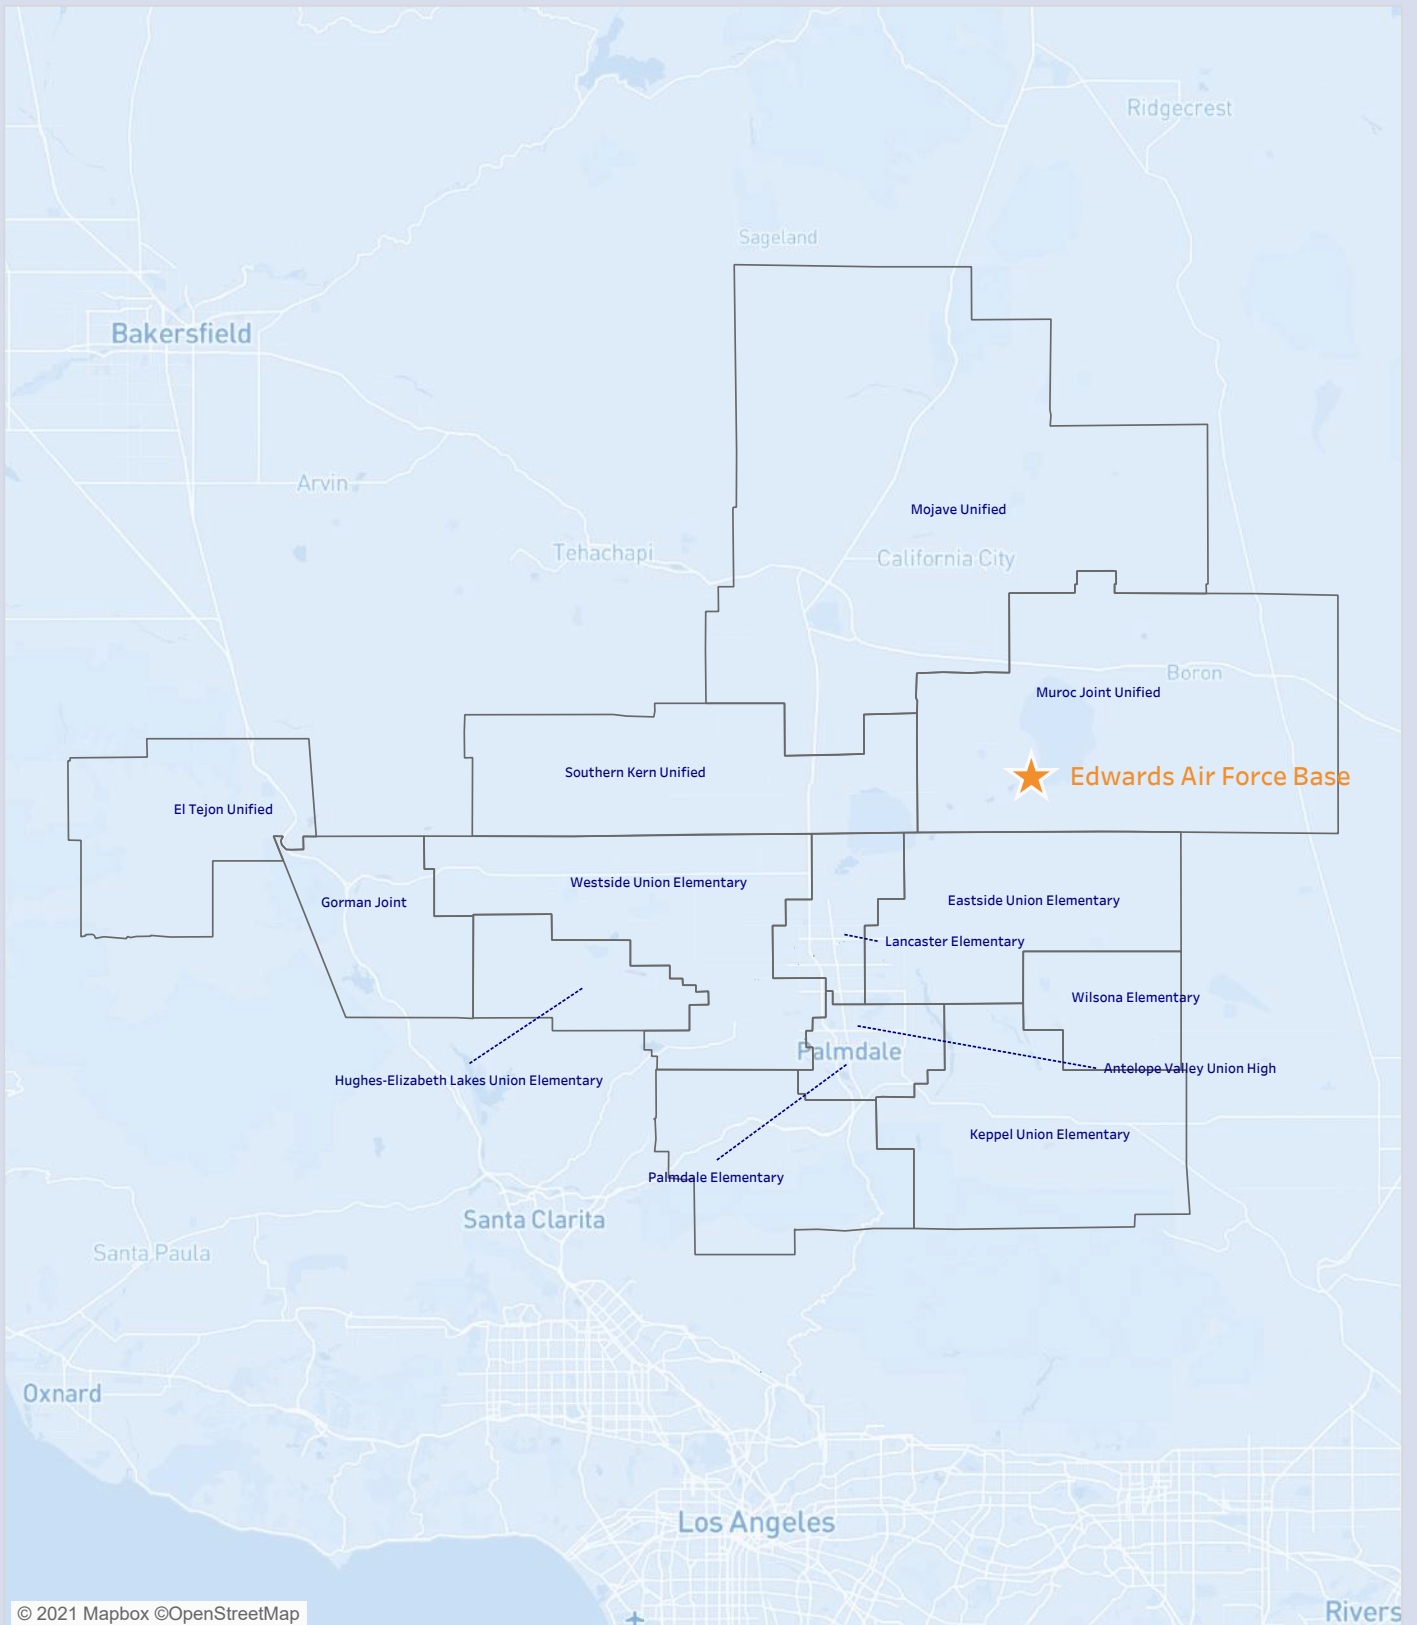 Ridgecrest
Sageland
Bakersfield
Arvin
Mojave Unified
Tehachapi
California City
Boron
Muroc Joint Unified
Southern Kern Unified
Edwards Air Force Base
El Tejon Unified
Westside Union Elementary
Gorman Joint
Eastside Union Elementary
Lancaster Elementary
Wilsona Elementary
Palmdale
Antelope Valley Union High
Hughes-Elizabeth Lakes Union Elementary
Keppel Union Elementary
Palmdale Elementary
Santa Clarita
Santa Paula
Oxnard
Los Angeles
Rivers
© 2021 Mapbox ©OpenStreetMap